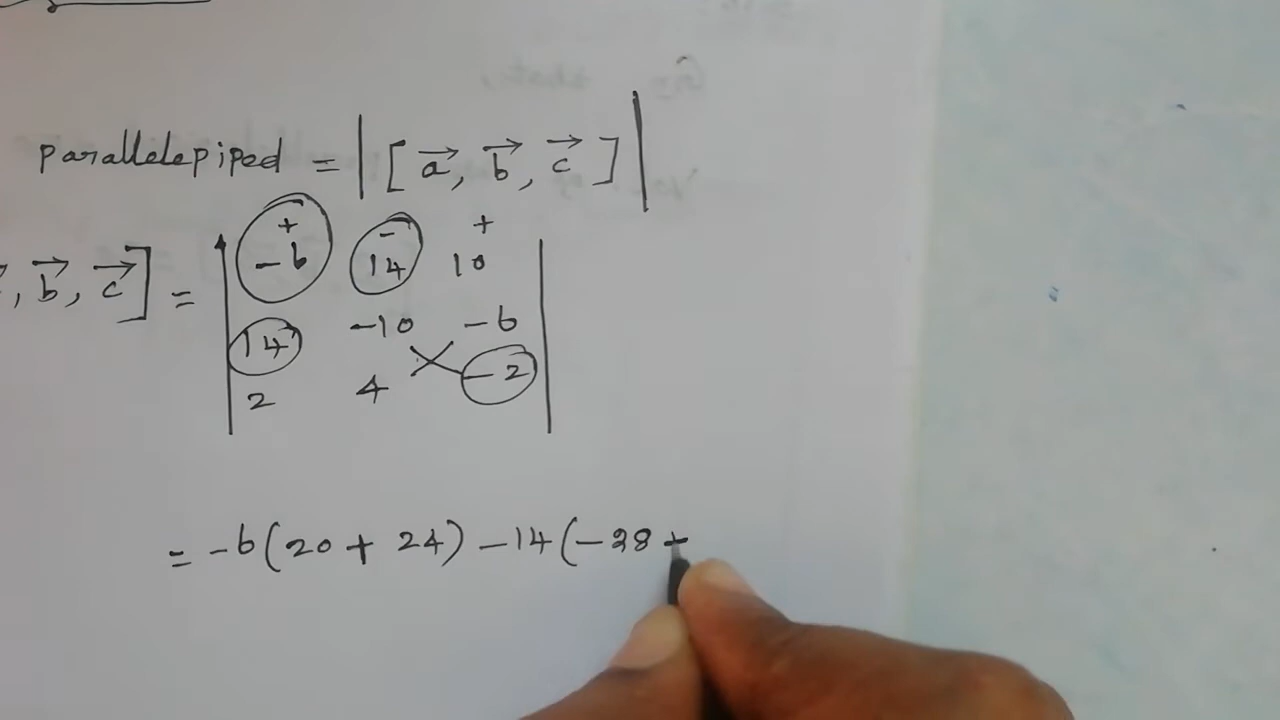 parallelepiped = | [ a⃗, b⃗, c⃗ ] |
, b⃗, c⃗ ] = | + - +
-6 14 10
14 -10 -6
2 4 -2 |
= -6(20 + 24) -14(-28 +